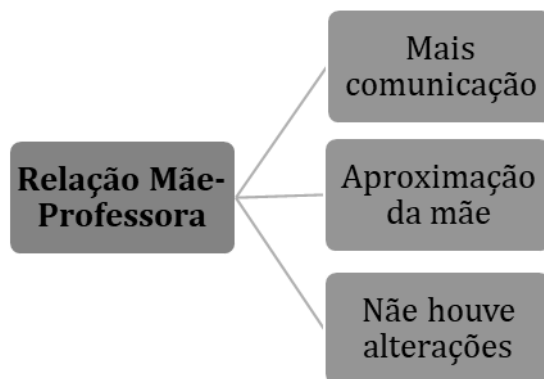 Mais
comunicação
Relação Mãe-
Professora
Aproximação
da mãe
Nãe houve
alterações